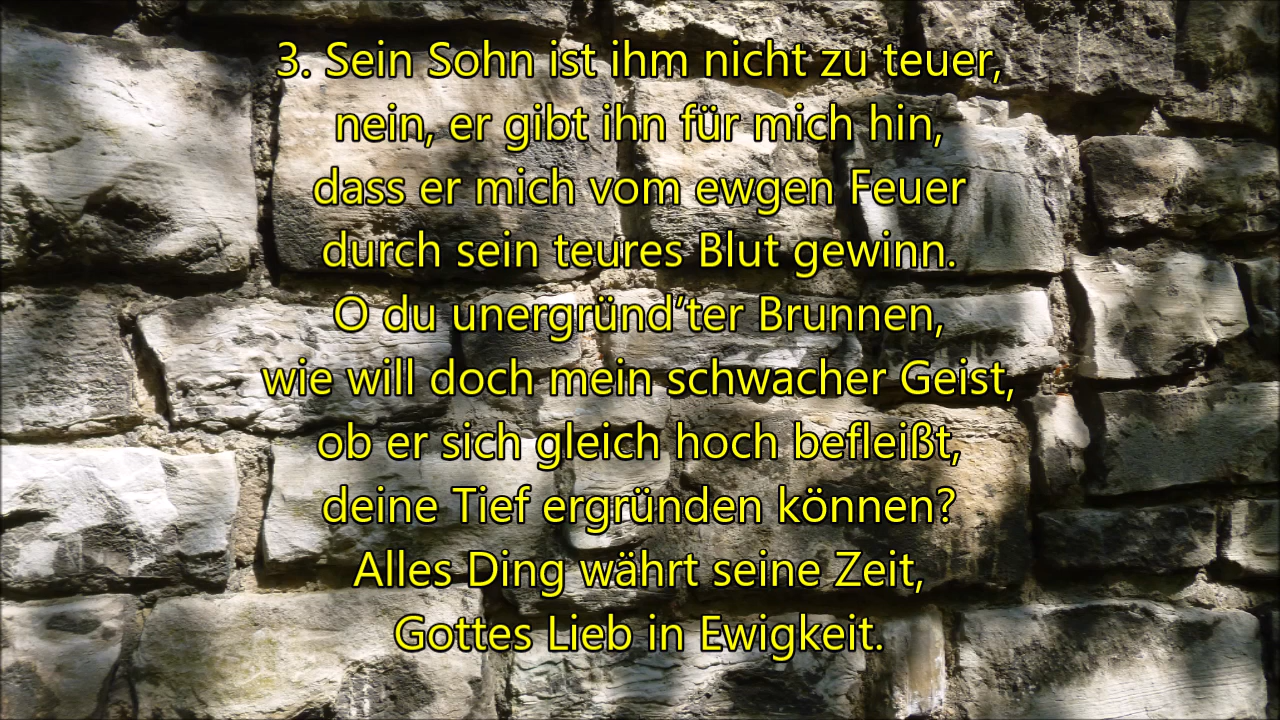 3. Sein Sohn ist ihm nicht zu teuer,
nein, er gibt ihn für mich hin,
dass er mich vom ewgen Feuer
durch sein teures Blut gewinn.
O du unergründ’ter Brunnen,
wie will doch mein schwacher Geist,
ob er sich gleich hoch befleißt,
deine Tief ergründen können?
Alles Ding währt seine Zeit,
Gottes Lieb in Ewigkeit.